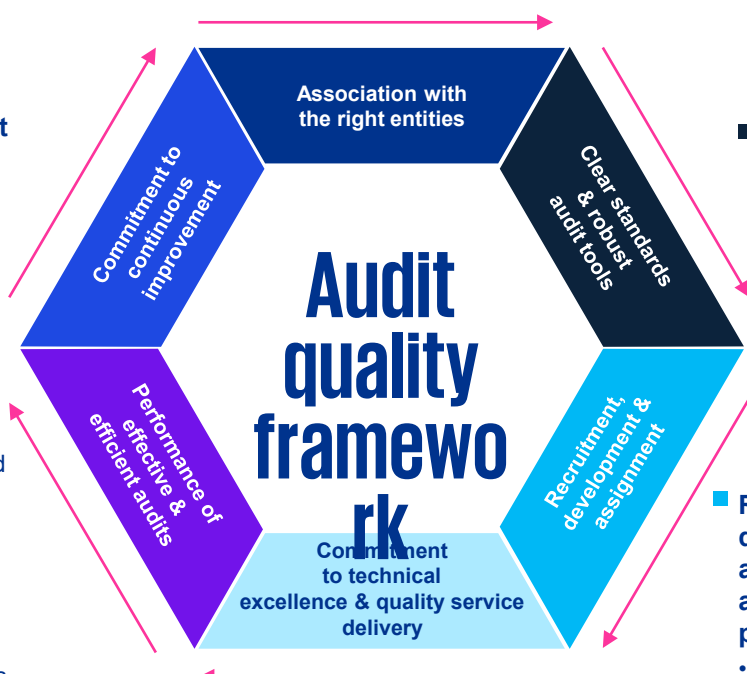 Association with
the right entities
Clear standards
& robust
audit tools
Recruitment,
development &
assignment
Commitment
to technical
excellence & quality service
delivery
Performance of
effective &
efficient audits
Commitment to
continuous
improvement
Audit
quality
framewo
rk